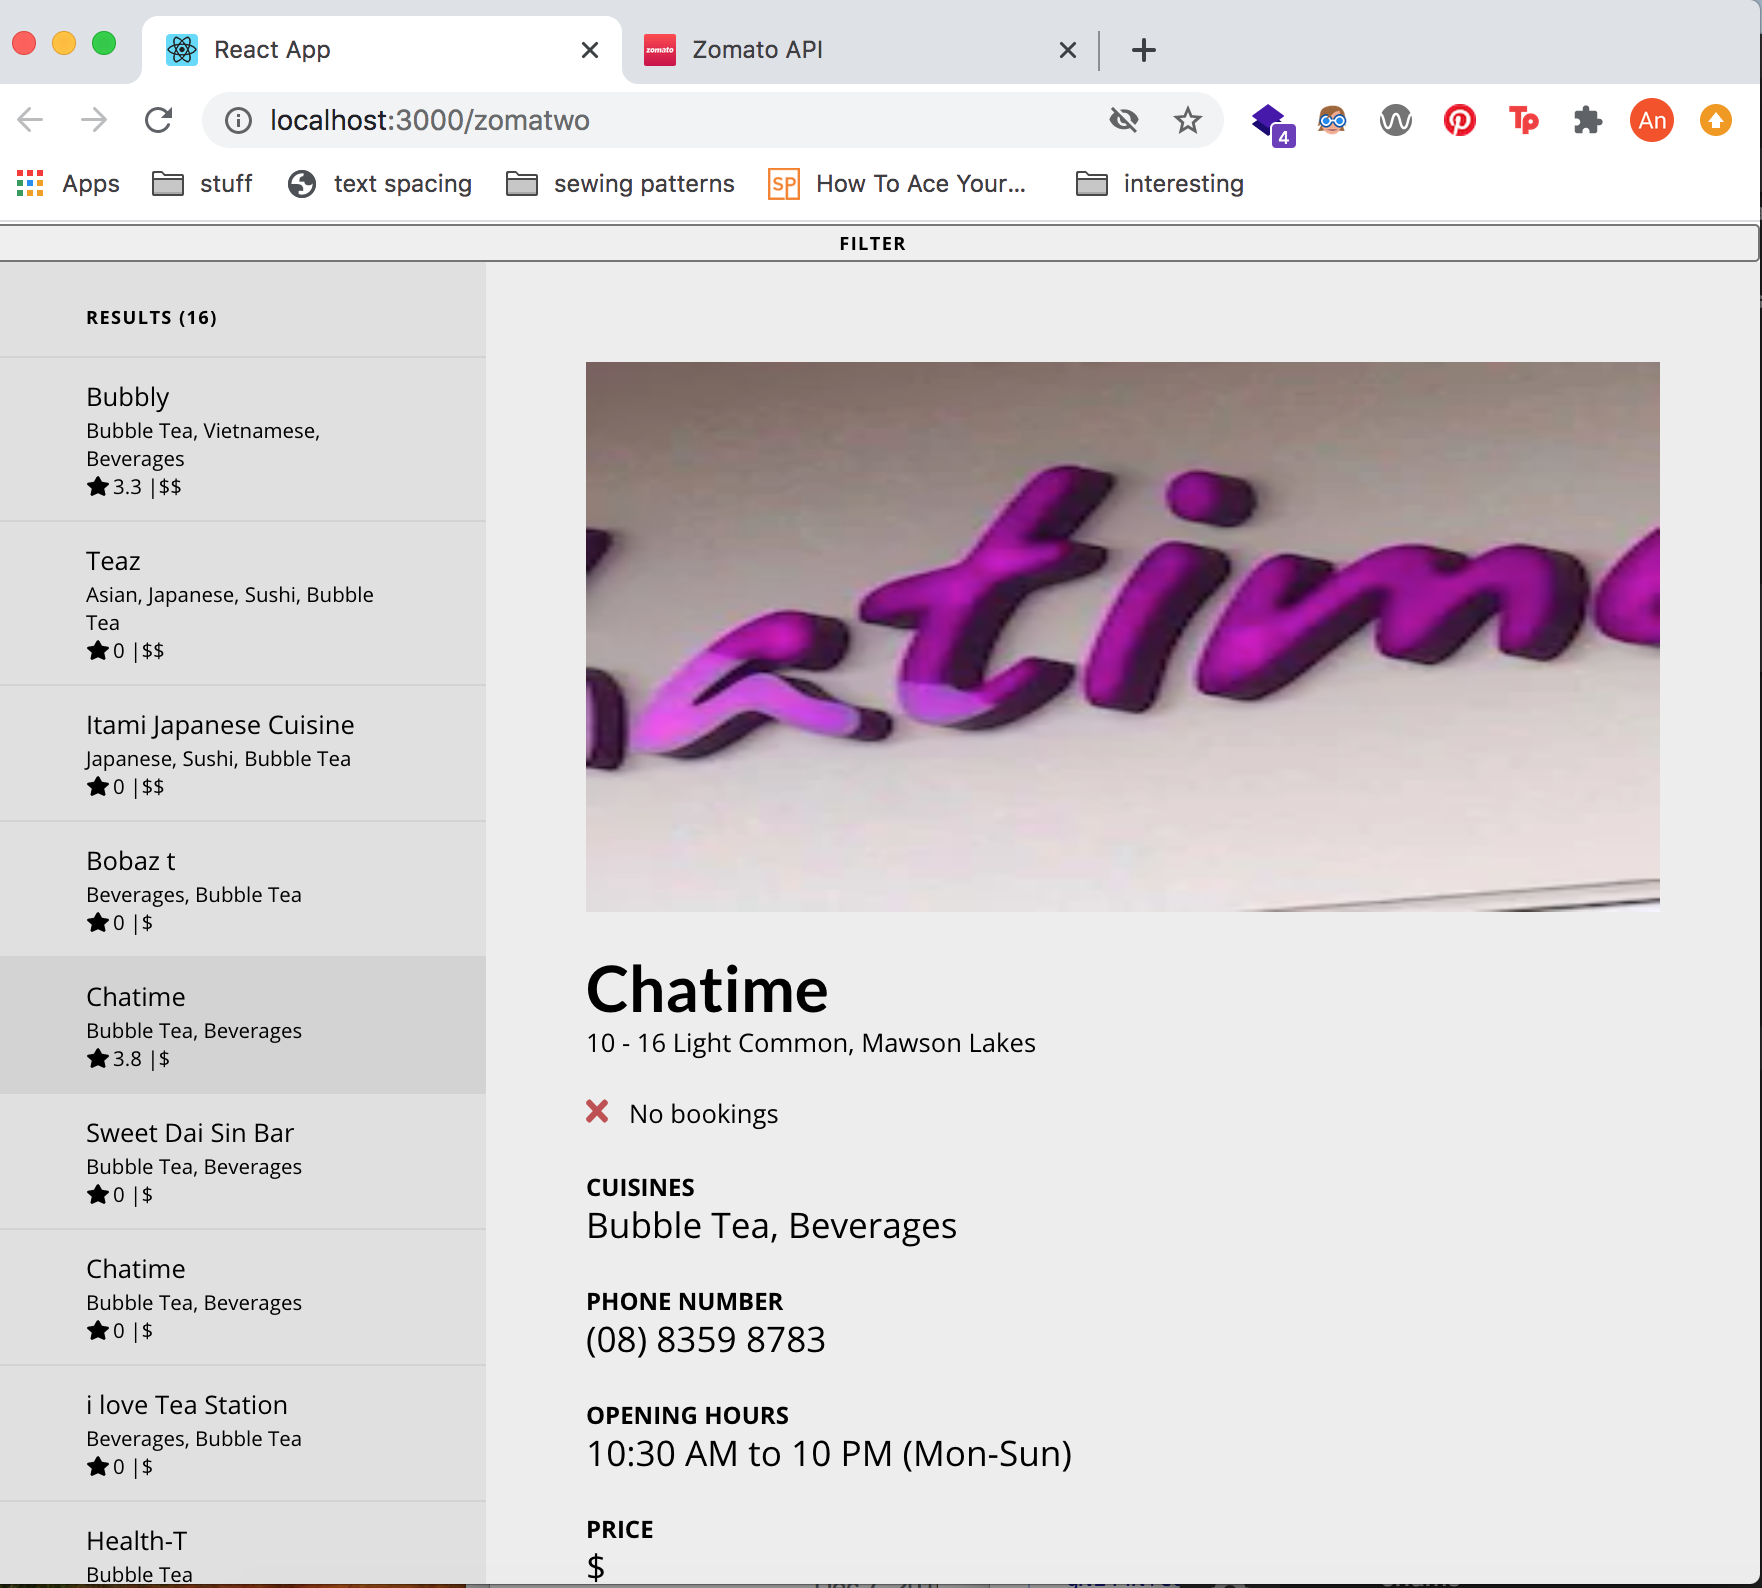 React App
zomato
Zomato API
localhost:3000/zomatwo
4
An
Tp
Apps
stuff
text spacing
sewing patterns
SP
How To Ace Your...
interesting
FILTER
RESULTS (16)
Bubbly
Bubble Tea, Vietnamese,
Beverages
3.3 |$$
Teaz
Asian, Japanese, Sushi, Bubble
Tea
0 |$$
Itami Japanese Cuisine
Japanese, Sushi, Bubble Tea
0 |$$
Bobaz t
Beverages, Bubble Tea
0 |$
Chatime
Bubble Tea, Beverages
3.8 |$
Sweet Dai Sin Bar
Bubble Tea, Beverages
0 |$
Chatime
Bubble Tea, Beverages
0 |$
i love Tea Station
Beverages, Bubble Tea
0 |$
Health-T
Bubble Tea
atime
Chatime
10 - 16 Light Common, Mawson Lakes
No bookings
CUISINES
Bubble Tea, Beverages
PHONE NUMBER
(08) 8359 8783
OPENING HOURS
10:30 AM to 10 PM (Mon-Sun)
PRICE
$